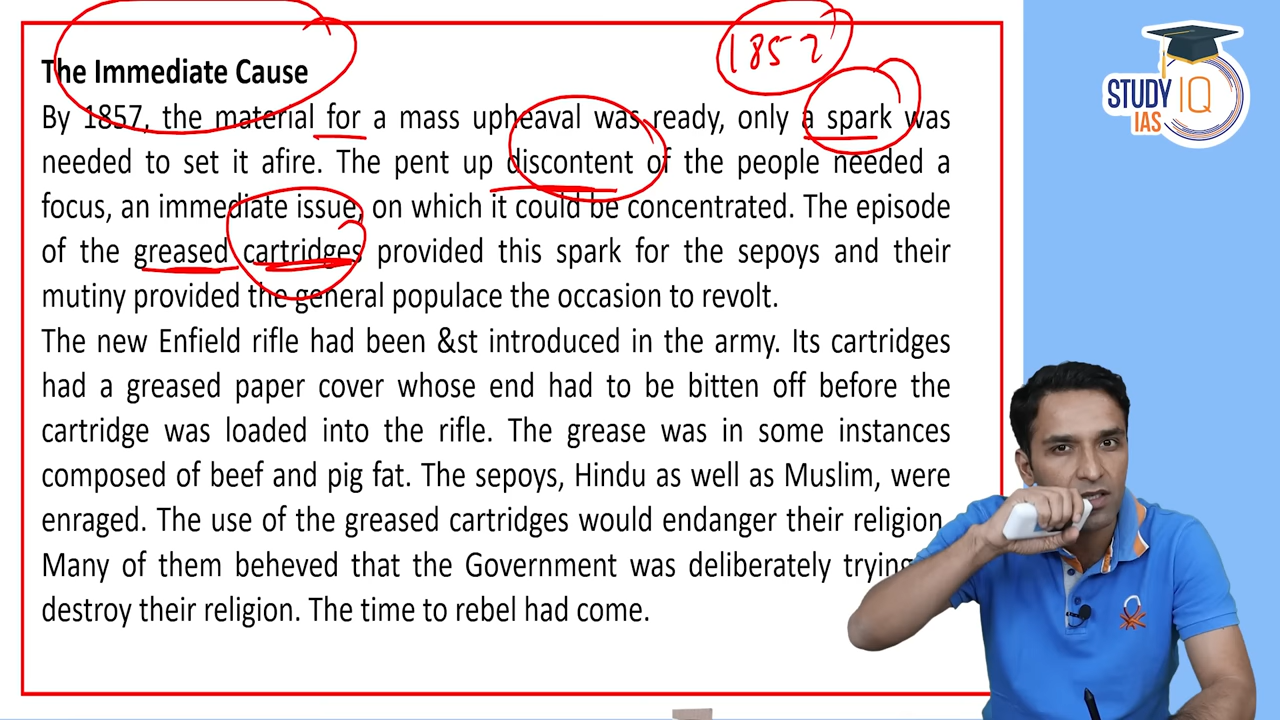 The Immediate Cause
1857
By 1857, the material for a mass upheaval was ready, only a spark was
needed to set it afire. The pent up discontent of the people needed a
focus, an immediate issue, on which it could be concentrated. The episode
of the greased cartridges provided this spark for the sepoys and their
mutiny provided the general populace the occasion to revolt.
The new Enfield rifle had been &st introduced in the army. Its cartridges
had a greased paper cover whose end had to be bitten off before the
cartridge was loaded into the rifle. The grease was in some instances
composed of beef and pig fat. The sepoys, Hindu as well as Muslim, were
enraged. The use of the greased cartridges would endanger their religion.
Many of them beheved that the Government was deliberately trying
destroy their religion. The time to rebel had come.
STUDY IQ
IAS